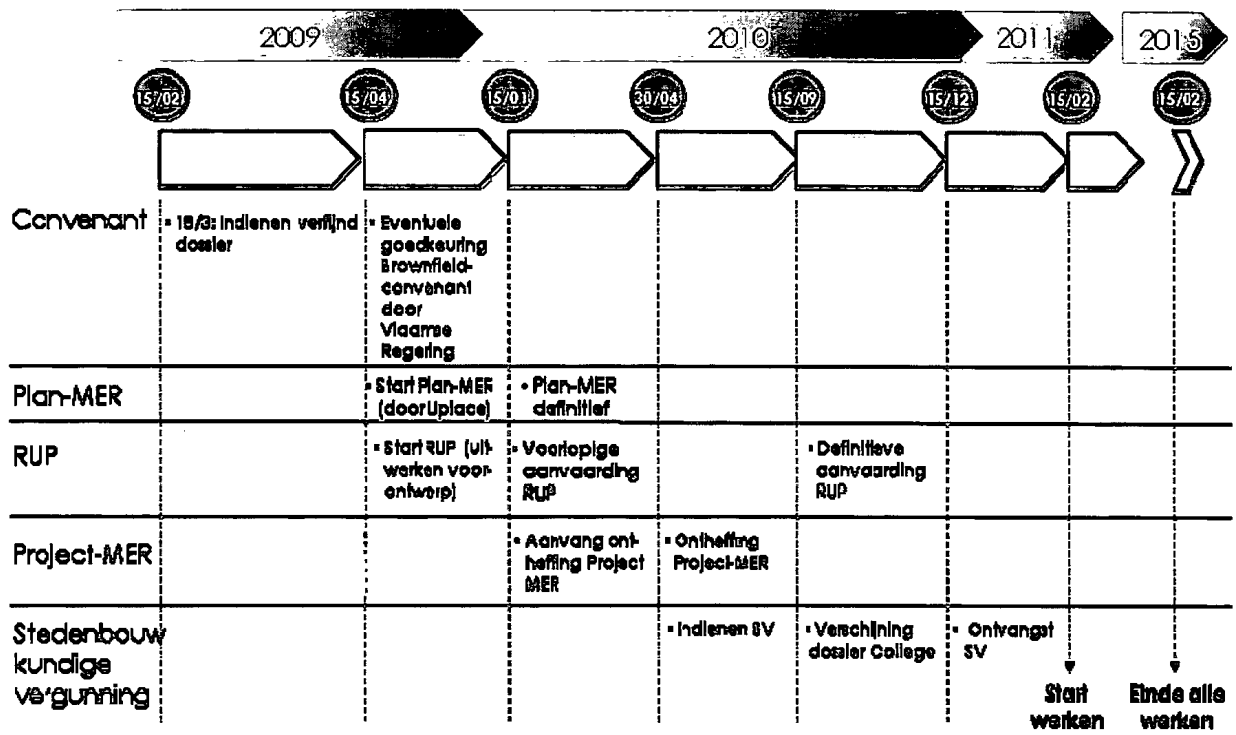 2009 2010 2011 2015
15/02 15/04 15/01 30/04 15/09 15/12 15/02 15/02
Convenant
▪ 15/3: Indienen verfijnd
dossier
▪ Eventuele
goedkeuring
Brownfield-
convenant
door
Vlaamse
Regering
Plan-MER
▪ Start Plan-MER
(door Uplace)
▪ Plan-MER
definitief
RUP
▪ Start RUP (uit-
werken voor-
ontwerp)
▪ Voorlopige
aanvaarding
RUP
▪ Definitieve
aanvaarding
RUP
Project-MER
▪ Aanvang ont-
heffing Project
MER
▪ Ontheffing
Project-MER
Stedenbouw
kundige
vergunning
▪ Indienen SV
▪ Verschijning
dossier College
▪ Ontvangst
SV
Start
werken
Einde alle
werken